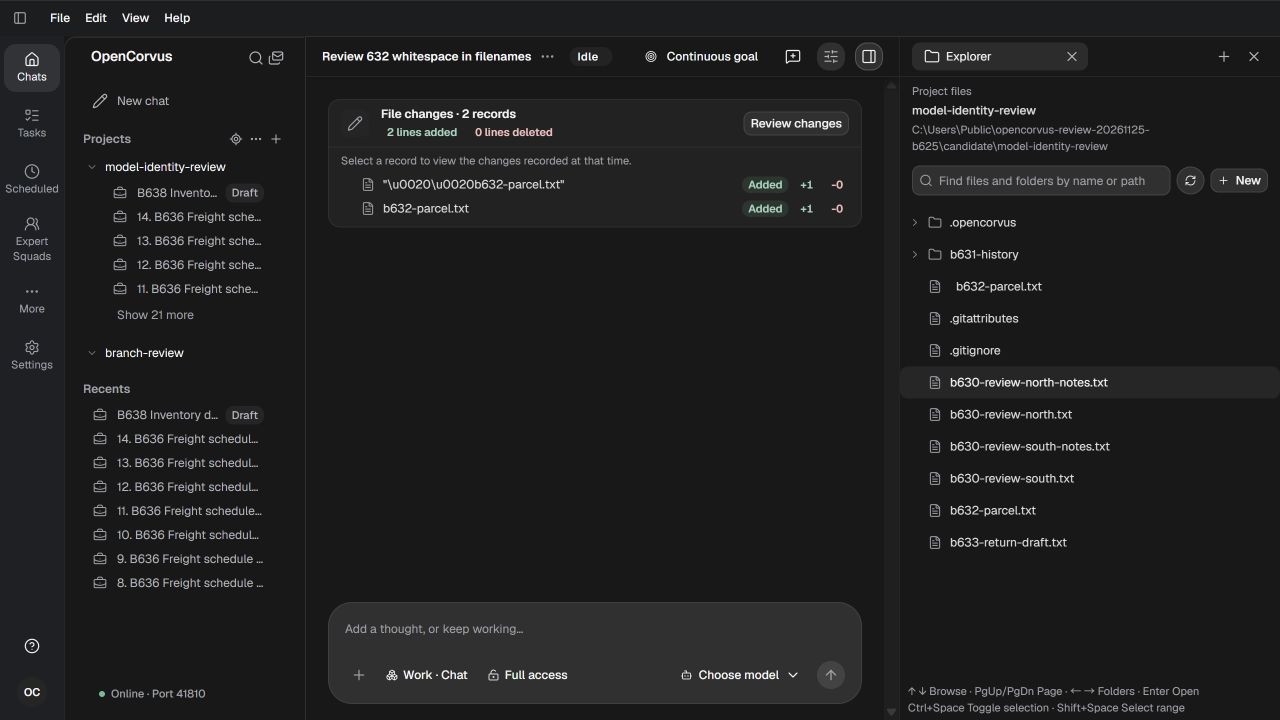 File Edit View Help
Chats
Tasks
Scheduled
Expert
Squads
More
Settings
OC
OpenCorvus
New chat
Projects
model-identity-review
B638 Invento... Draft
14. B636 Freight sche...
13. B636 Freight sche...
12. B636 Freight sche...
11. B636 Freight sche...
Show 21 more
branch-review
Recents
B638 Inventory d... Draft
14. B636 Freight schedul...
13. B636 Freight schedul...
12. B636 Freight schedul...
11. B636 Freight schedule...
10. B636 Freight schedul...
9. B636 Freight schedule ...
8. B636 Freight schedule ...
Online · Port 41810
Review 632 whitespace in filenames ··· Idle Continuous goal
File changes · 2 records
2 lines added 0 lines deleted
Review changes
Select a record to view the changes recorded at that time.
"\u0020\u0020b632-parcel.txt" Added +1 -0
b632-parcel.txt Added +1 -0
Add a thought, or keep working...
Work · Chat Full access Choose model
Explorer
Project files
model-identity-review
C:\Users\Public\opencorvus-review-20261125-
b625\candidate\model-identity-review
Find files and folders by name or path
New
.opencorvus
b631-history
b632-parcel.txt
.gitattributes
.gitignore
b630-review-north-notes.txt
b630-review-north.txt
b630-review-south-notes.txt
b630-review-south.txt
b632-parcel.txt
b633-return-draft.txt
↑↓ Browse · PgUp/PgDn Page · ←→ Folders · Enter Open
Ctrl+Space Toggle selection · Shift+Space Select range